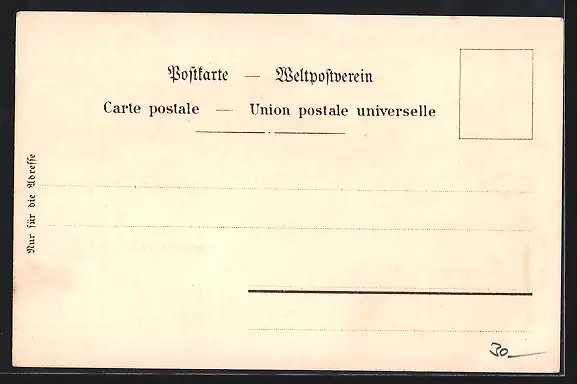 Postkarte — Weltpostverein
Carte postale — Union postale universelle
Nur für die Adresse
30—